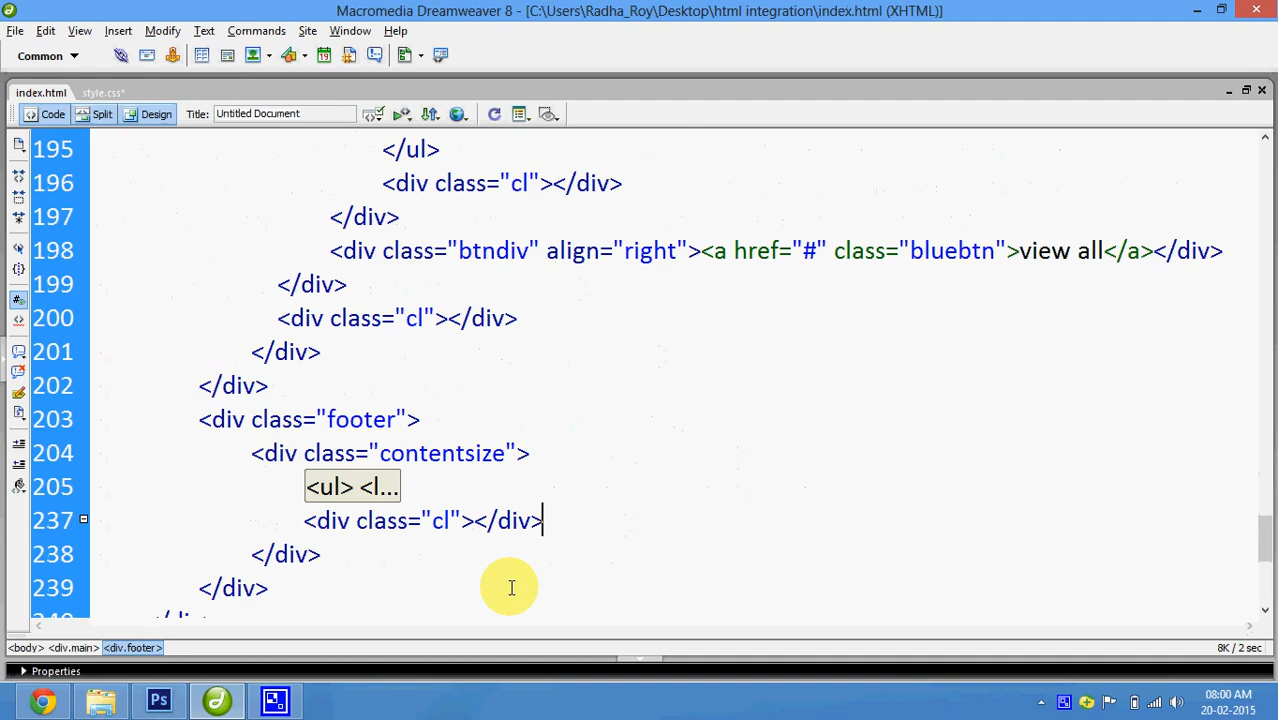 Macromedia Dreamweaver 8 - [C:\Users\Radha_Roy\Desktop\html integration\index.html (XHTML)]
File Edit View Insert Modify Text Commands Site Window Help
Common
index.html style.css*
Code Split Design Title: Untitled Document
195 </ul>
196 <div class="cl"></div>
197 </div>
198 <div class="btndiv" align="right"><a href="#" class="bluebtn">view all</a></div>
199 </div>
200 <div class="cl"></div>
201 </div>
202 </div>
203 <div class="footer">
204 <div class="contentsize">
205 <ul> <l...
237 <div class="cl"></div>
238 </div>
239 </div>
<body> <div.main> <div.footer> 8K / 2 sec
Properties
Ps 08:00 AM
20-02-2015